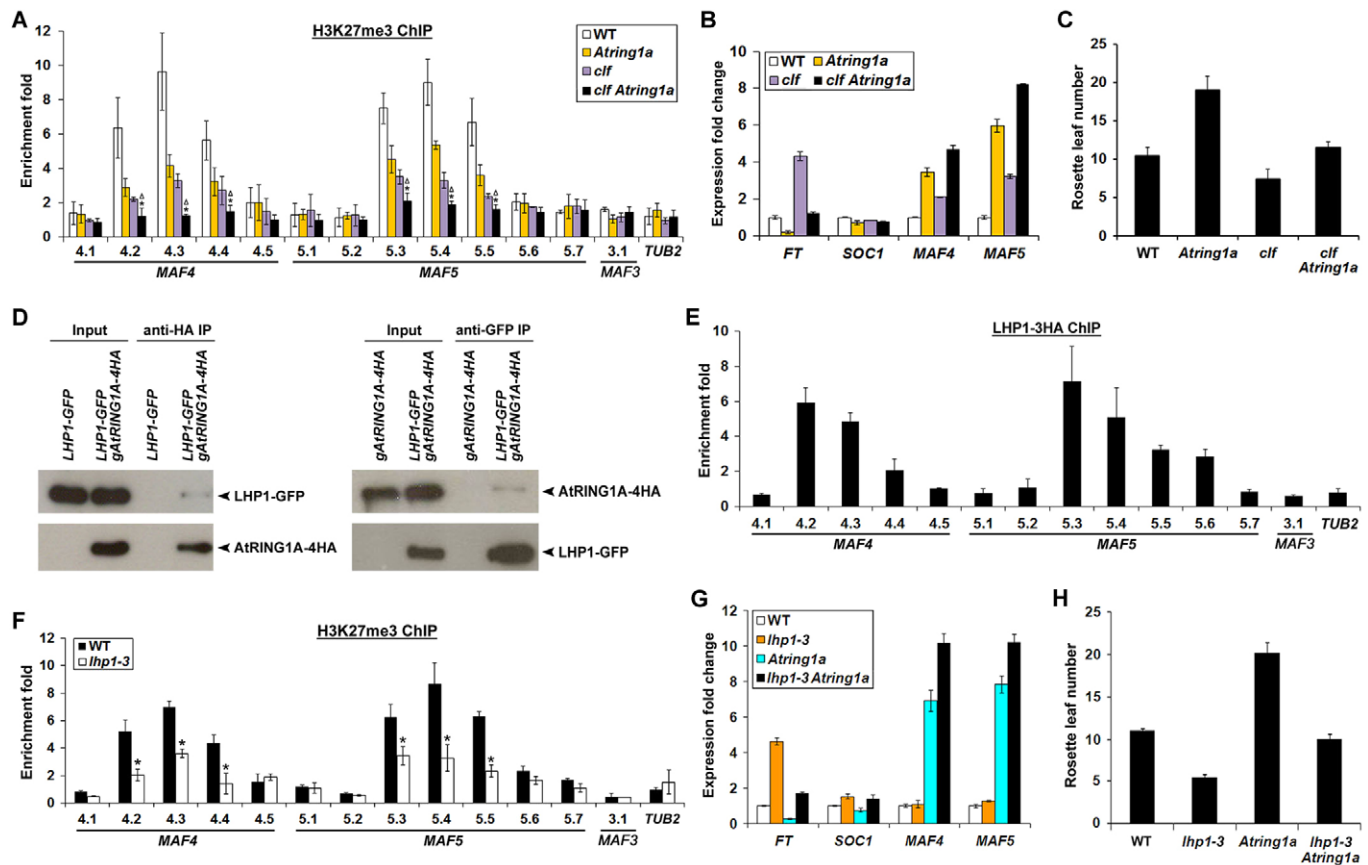 A
H3K27me3 ChIP
Enrichment fold
12
10
8
6
4
2
0
WT
Atring1a
clf
clf Atring1a
4.1 4.2 4.3 4.4 4.5 5.1 5.2 5.3 5.4 5.5 5.6 5.7 3.1 TUB2
MAF4 MAF5 MAF3
B
Expression fold change
10
8
6
4
2
0
WT Atring1a
clf clf Atring1a
FT SOC1 MAF4 MAF5
C
Rosette leaf number
25
20
15
10
5
0
WT Atring1a clf clf
Atring1a
D
Input anti-HA IP
LHP1-GFP
LHP1-GFP
gAtRING1A-4HA
LHP1-GFP
LHP1-GFP
gAtRING1A-4HA
LHP1-GFP
AtRING1A-4HA
Input anti-GFP IP
gAtRING1A-4HA
LHP1-GFP
gAtRING1A-4HA
gAtRING1A-4HA
LHP1-GFP
gAtRING1A-4HA
AtRING1A-4HA
LHP1-GFP
E
LHP1-3HA ChIP
Enrichment fold
10
8
6
4
2
0
4.1 4.2 4.3 4.4 4.5 5.1 5.2 5.3 5.4 5.5 5.6 5.7 3.1 TUB2
MAF4 MAF5 MAF3
F
H3K27me3 ChIP
Enrichment fold
12
10
8
6
4
2
0
WT
lhp1-3
4.1 4.2 4.3 4.4 4.5 5.1 5.2 5.3 5.4 5.5 5.6 5.7 3.1 TUB2
MAF4 MAF5 MAF3
G
Expression fold change
12
10
8
6
4
2
0
WT
lhp1-3
Atring1a
lhp1-3 Atring1a
FT SOC1 MAF4 MAF5
H
Rosette leaf number
25
20
15
10
5
0
WT lhp1-3 Atring1a lhp1-3
Atring1a